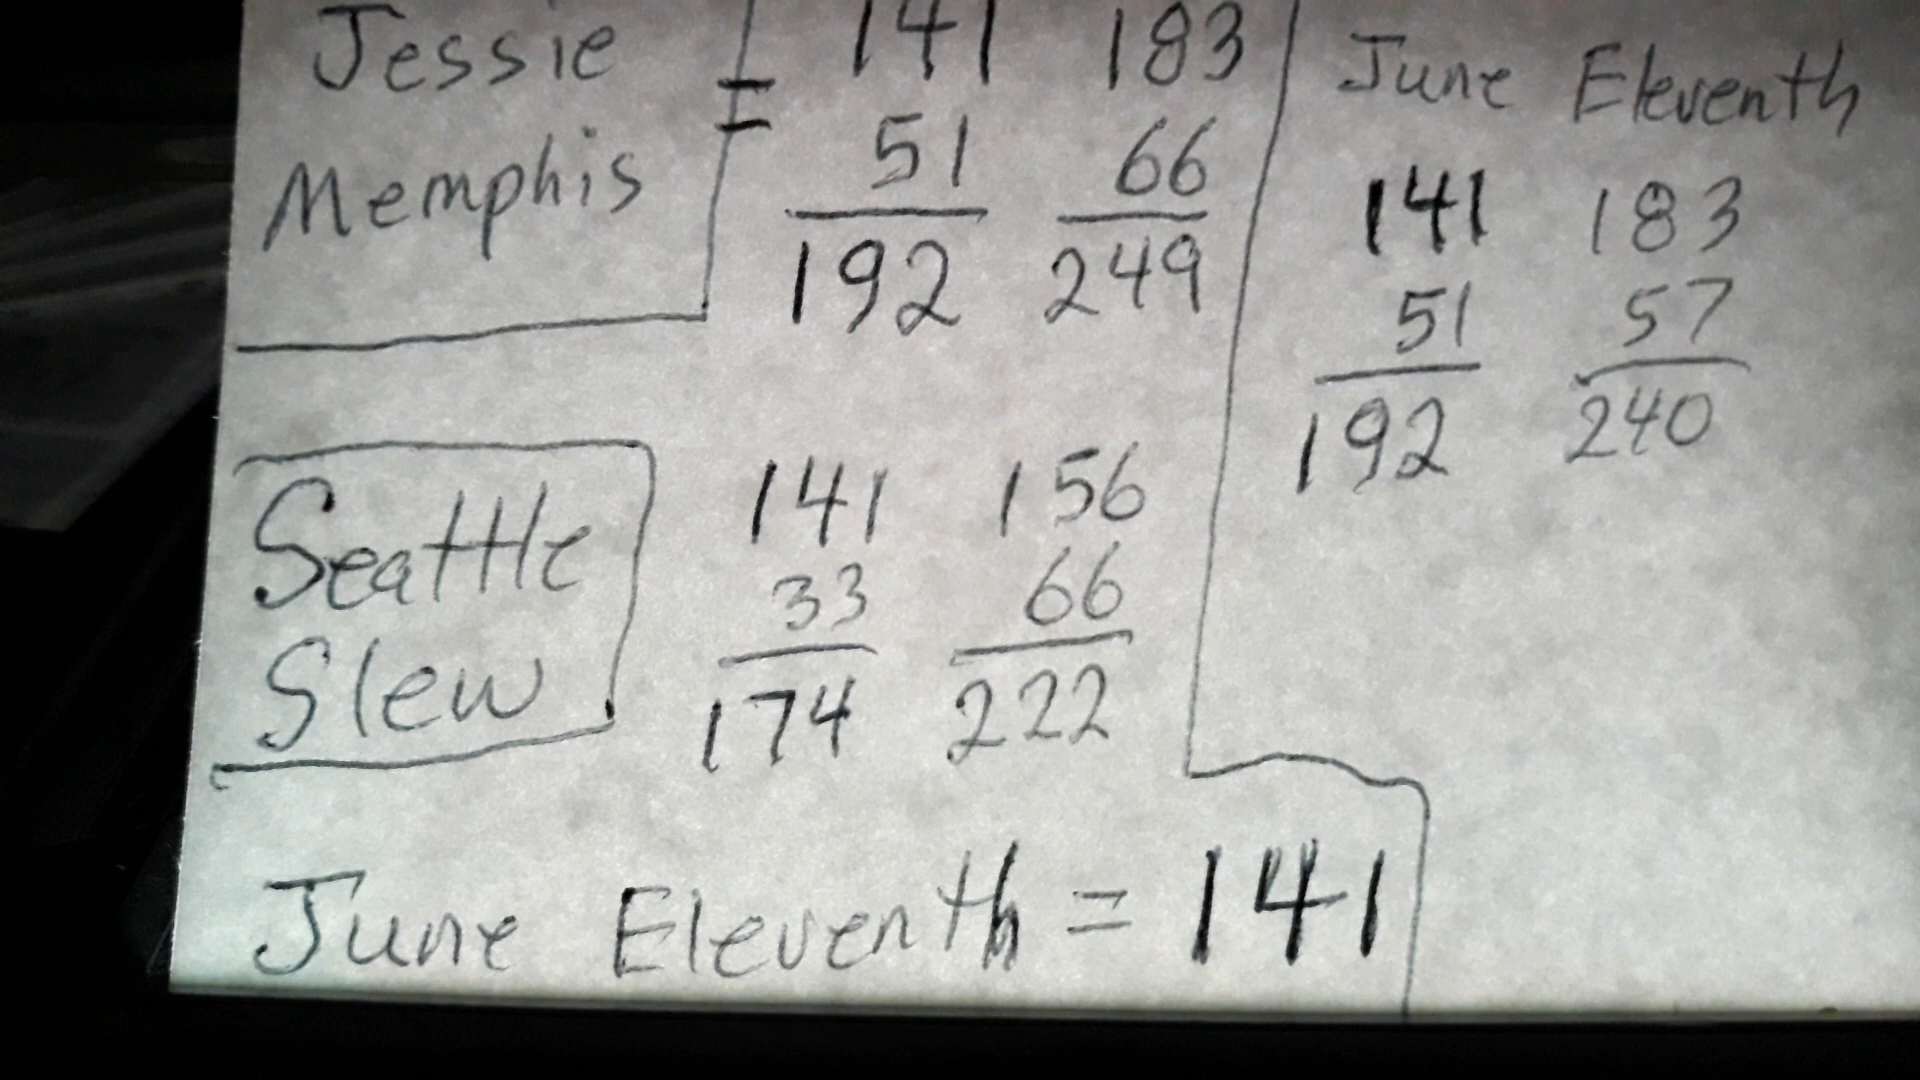 Jessie = 141 183
Memphis 51 66
192 249
Seattle 141 156
Slew 33 66
174 222
June Eleventh = 141
June Eleventh
141 183
51 57
192 240